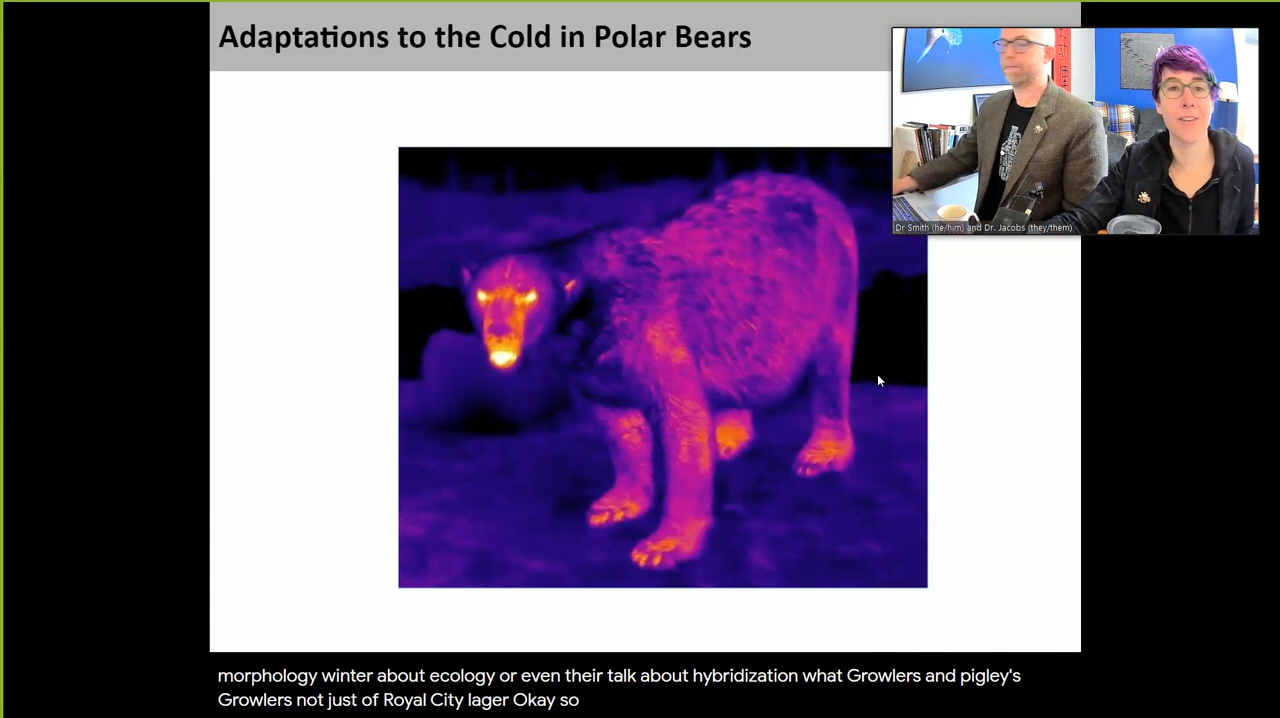 Adaptations to the Cold in Polar Bears
Dr Smith (he/him) and Dr. Jacobs (they/them)
morphology winter about ecology or even their talk about hybridization what Growlers and pigley's
Growlers not just of Royal City lager Okay so